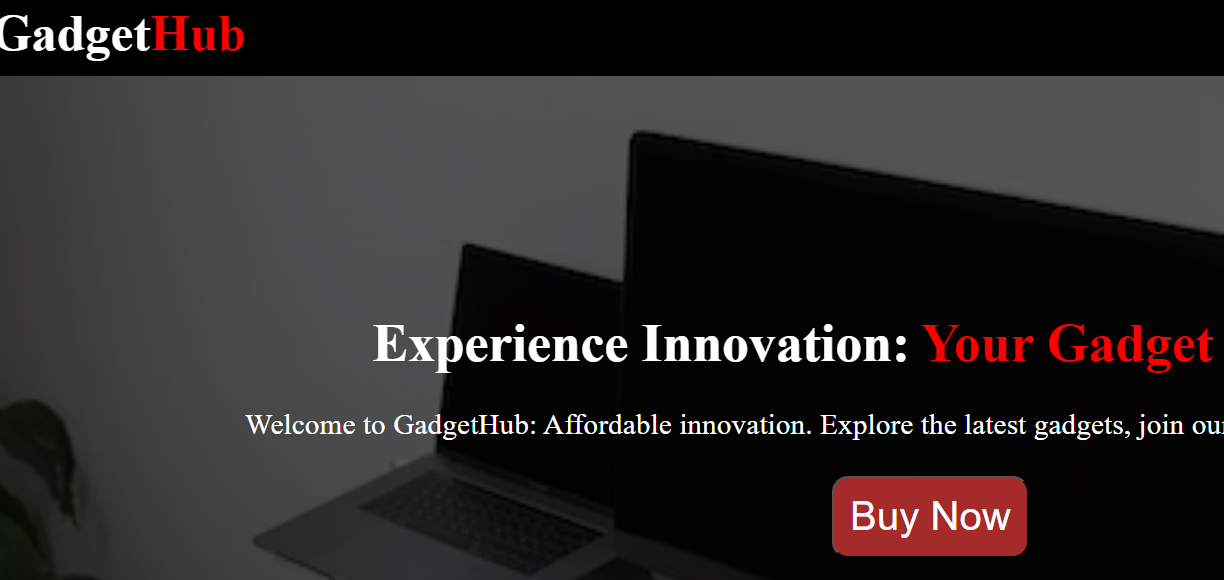 GadgetHub
Experience Innovation: Your Gadget
Welcome to GadgetHub: Affordable innovation. Explore the latest gadgets, join our
Buy Now